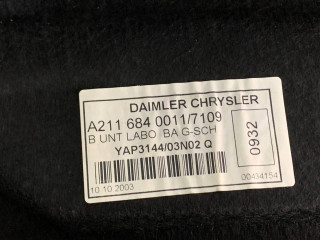 DAIMLER CHRYSLER
A211 684 0011/7109
B UNT LABO BA G-SCH
YAP3144/03N02 Q
0932
10.10.2003
00434154